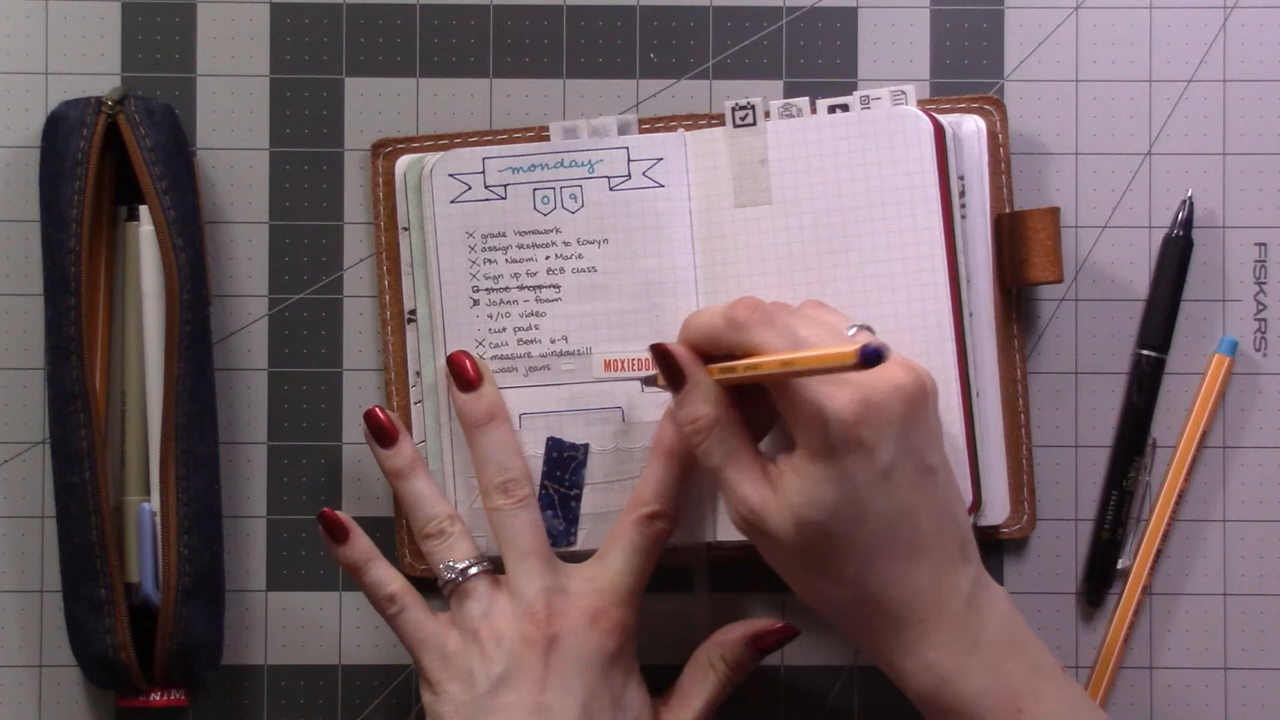 monday
0 9
grade homework
assign textbook to Eowyn
PM Naomi + Marie
sign up for BCB class
shoe shopping
JoAnn - foam
4/10 video
cut pads
call Beth 6-9
measure windowsill
wash jeans
MOXIEDOR
FISKARS